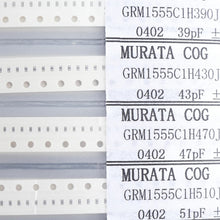 GRM1555C1H390J
0402 39pF ±
MURATA COG
GRM1555C1H430J
0402 43pF ±
MURATA COG
GRM1555C1H470J
0402 47pF ±
MURATA COG
GRM1555C1H510J
0402 51pF ±